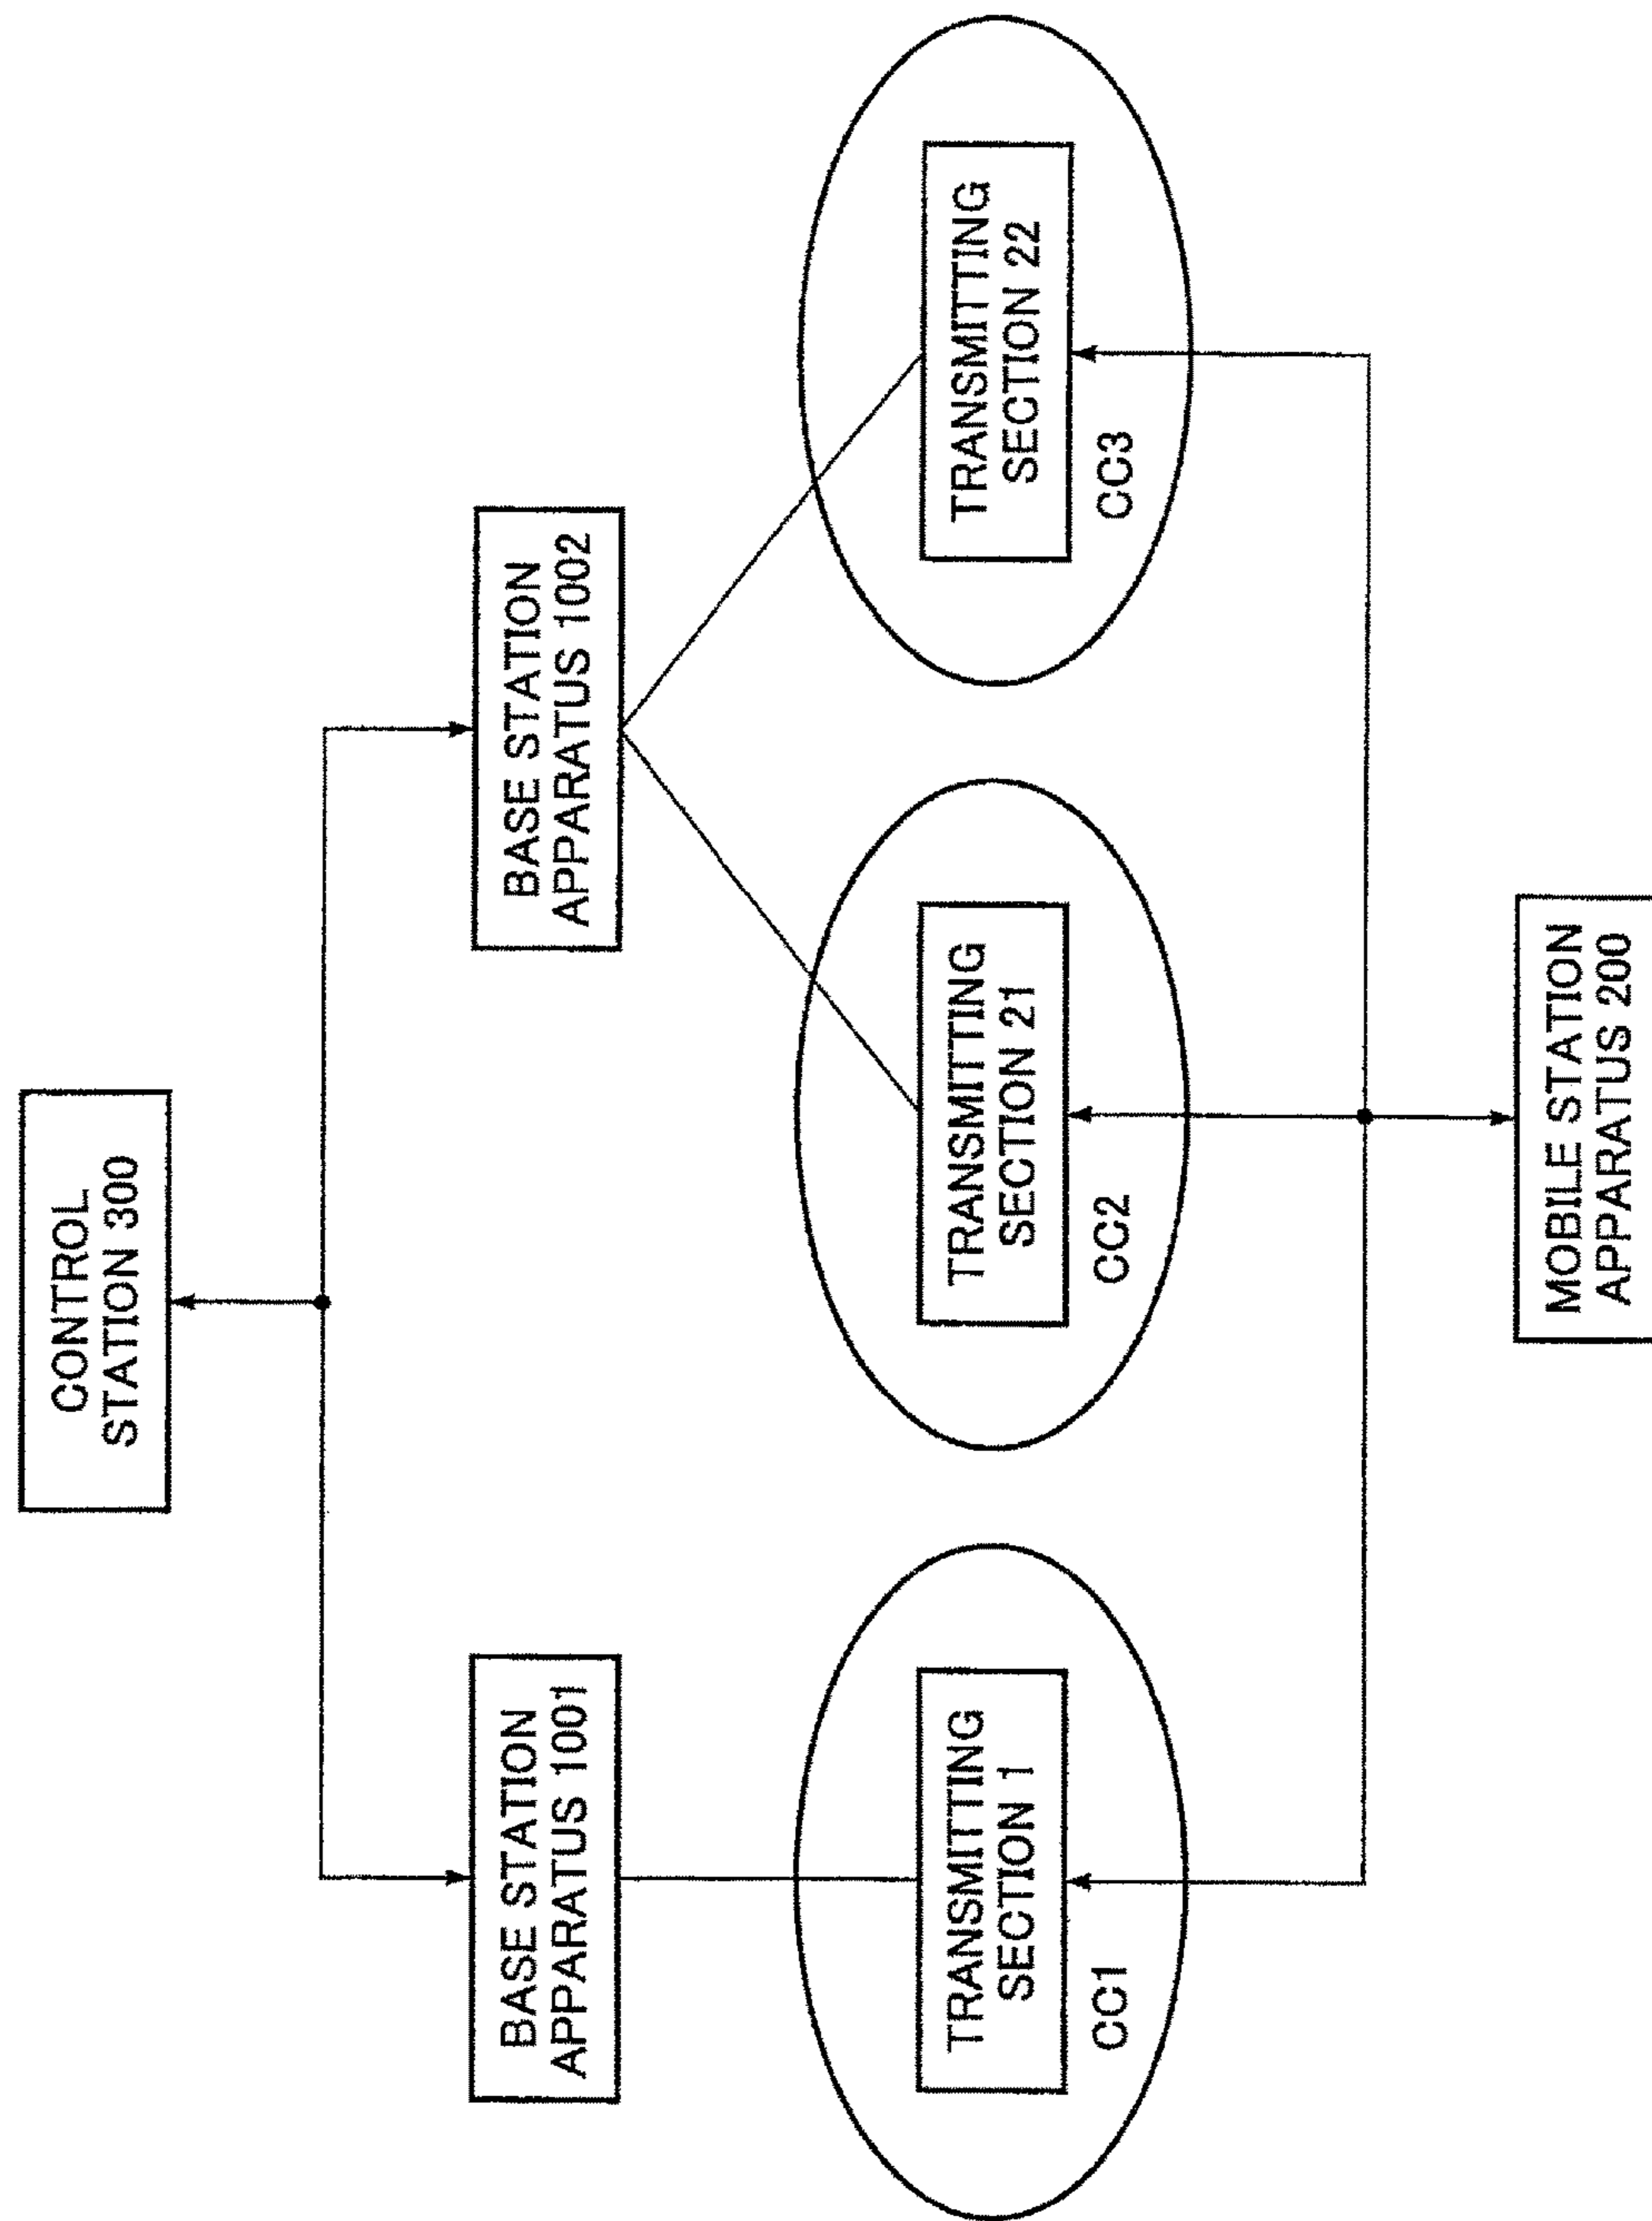 CONTROL
STATION 300
BASE STATION
APPARATUS 1001
BASE STATION
APPARATUS 1002
TRANSMITTING
SECTION 1
CC1
TRANSMITTING
SECTION 21
CC2
TRANSMITTING
SECTION 22
CC3
MOBILE STATION
APPARATUS 200